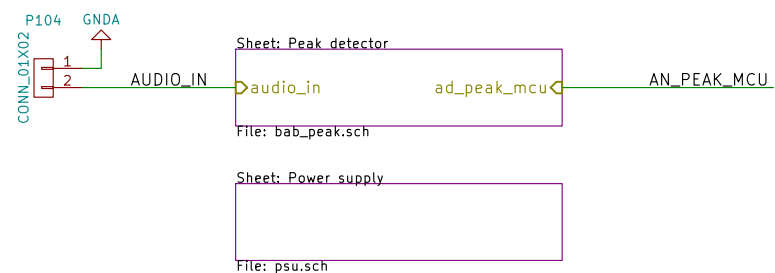 P104
GNDA
CONN_01X02
1
2
AUDIO_IN
Sheet: Peak detector
audio_in
ad_peak_mcu
AN_PEAK_MCU
File: bab_peak.sch
Sheet: Power supply
File: psu.sch